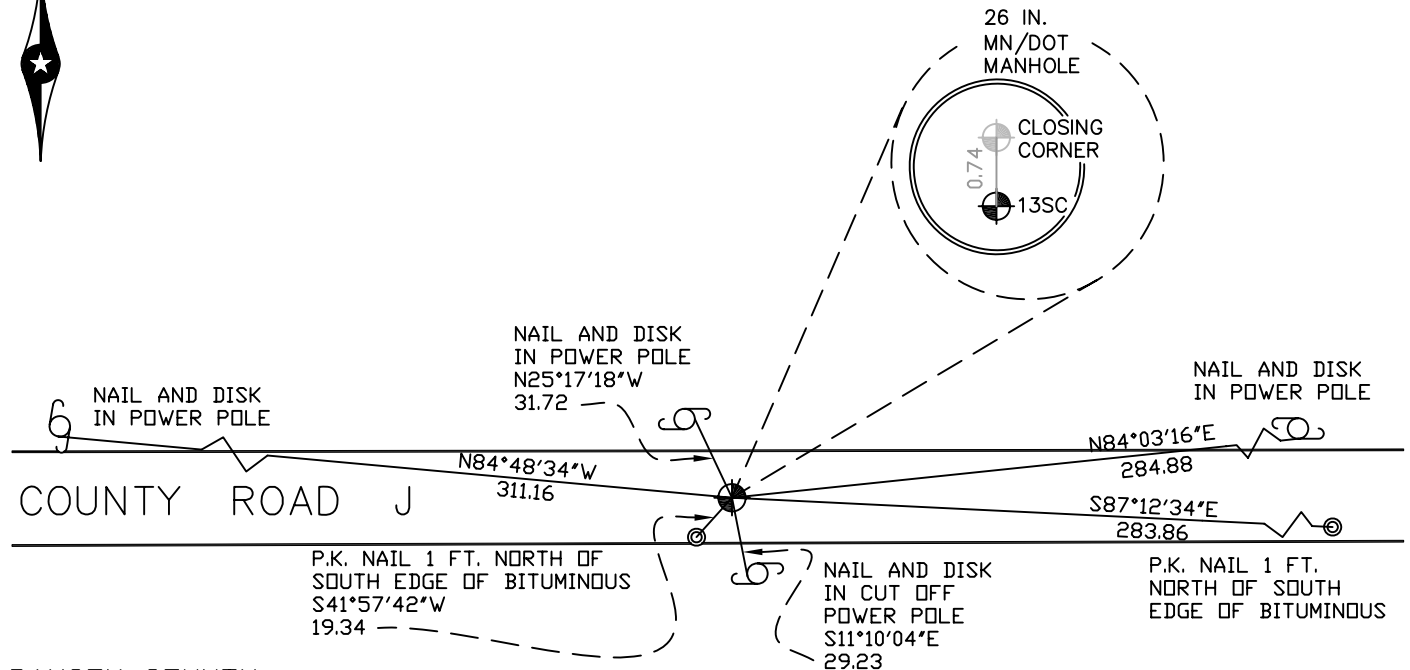 26 IN.
MN/DOT
MANHOLE
CLOSING
CORNER
0.74
13SC
NAIL AND DISK
IN POWER POLE
N25°17'18"W
31.72
NAIL AND DISK
IN POWER POLE
NAIL AND DISK
IN POWER POLE
N84°48'34"W
311.16
N84°03'16"E
284.88
COUNTY ROAD J
S87°12'34"E
283.86
P.K. NAIL 1 FT. NORTH OF
SOUTH EDGE OF BITUMINOUS
S41°57'42"W
19.34
NAIL AND DISK
IN CUT OFF
POWER POLE
S11°10'04"E
29.23
P.K. NAIL 1 FT.
NORTH OF SOUTH
EDGE OF BITUMINOUS